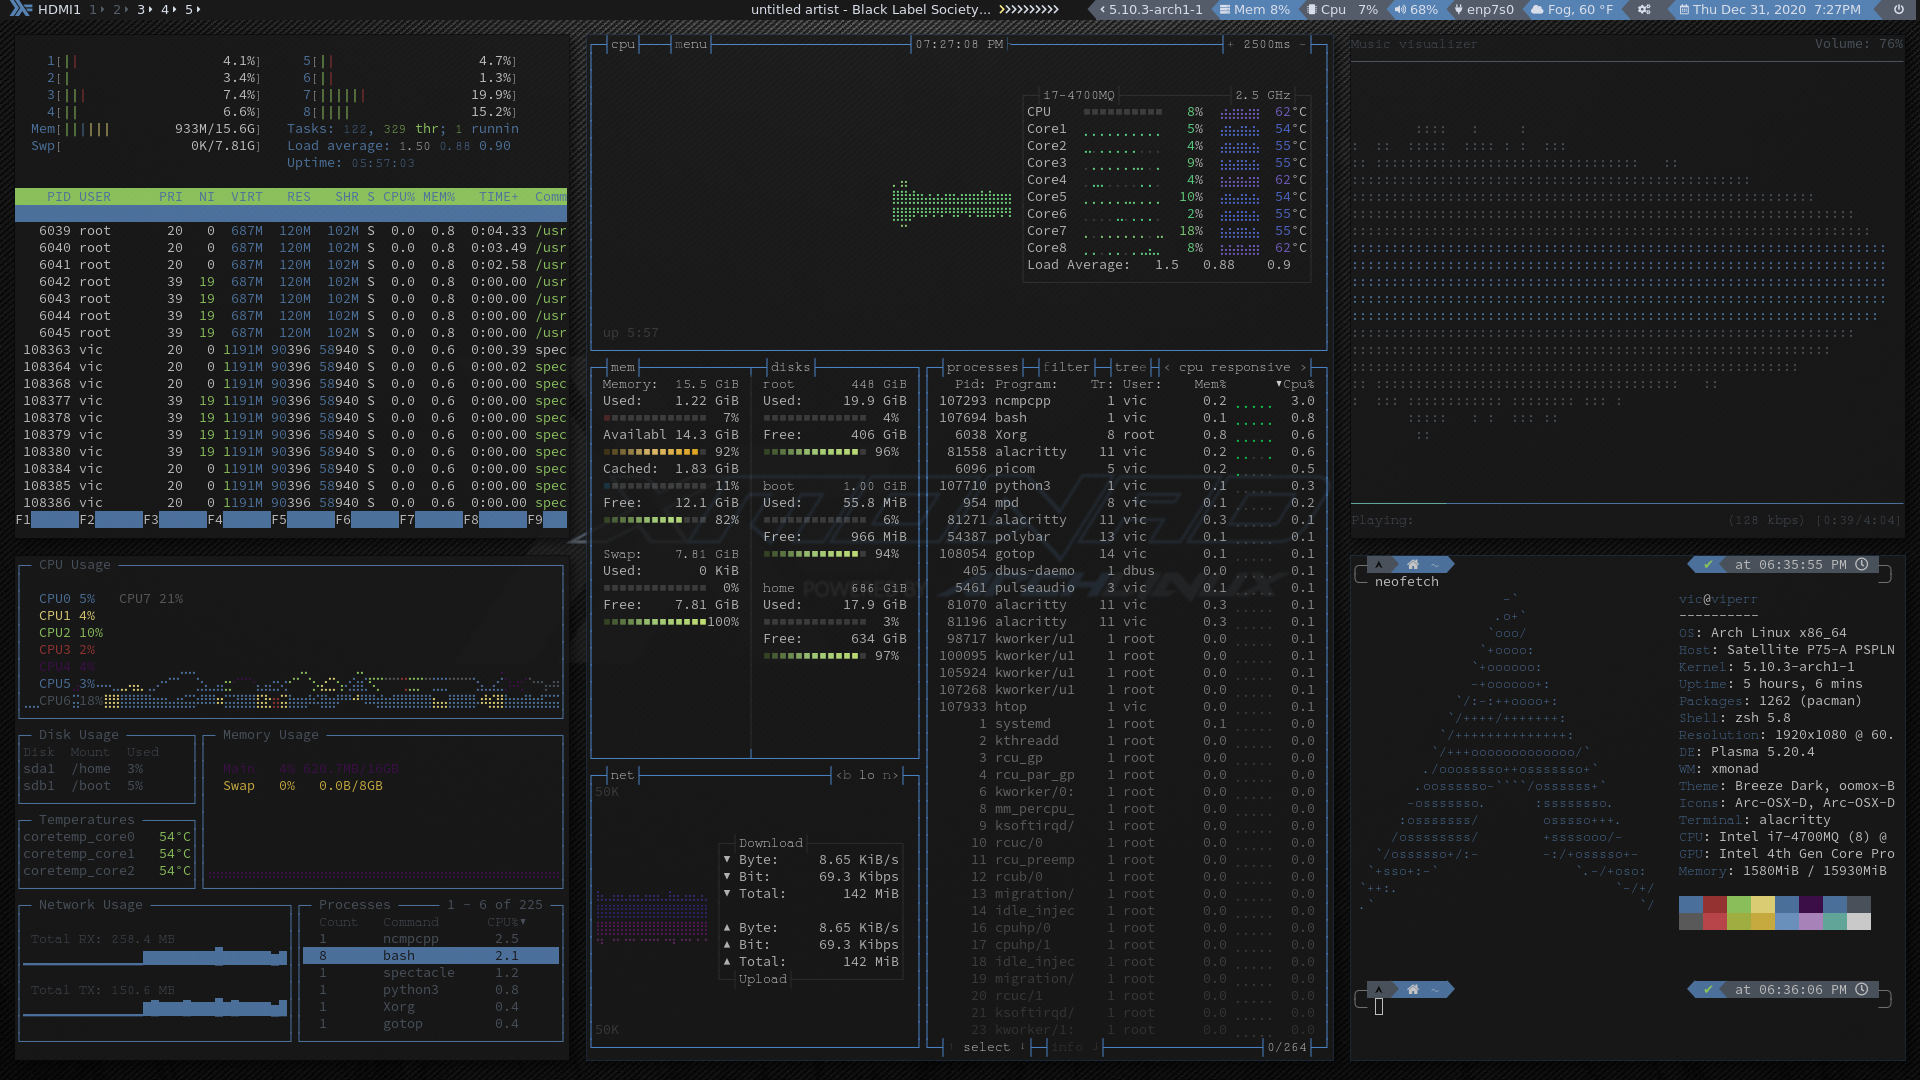 HDMI1 1 2 3 4 5
untitled artist - Black Label Society...
5.10.3-arch1-1 Mem 8% Cpu 7% 68% enp7s0 Fog, 60 °F Thu Dec 31, 2020 7:27PM
1[|| 4.1%] 5[|| 4.7%]
2[| 3.4%] 6[|| 1.3%]
3[||| 7.4%] 7[|||||| 19.9%]
4[|| 6.6%] 8[|||| 15.2%]
Mem[|||||| 933M/15.6G] Tasks: 122, 329 thr; 1 runnin
Swp[ 0K/7.81G] Load average: 1.50 0.88 0.90
Uptime: 05:57:03
PID USER PRI NI VIRT RES SHR S CPU% MEM% TIME+ Comm
6039 root 20 0 687M 120M 102M S 0.0 0.8 0:04.33 /usr
6040 root 20 0 687M 120M 102M S 0.0 0.8 0:03.49 /usr
6041 root 20 0 687M 120M 102M S 0.0 0.8 0:02.58 /usr
6042 root 39 19 687M 120M 102M S 0.0 0.8 0:00.00 /usr
6043 root 39 19 687M 120M 102M S 0.0 0.8 0:00.00 /usr
6044 root 39 19 687M 120M 102M S 0.0 0.8 0:00.00 /usr
6045 root 39 19 687M 120M 102M S 0.0 0.8 0:00.00 /usr
108363 vic 20 0 1191M 90396 58940 S 0.0 0.6 0:00.39 spec
108364 vic 20 0 1191M 90396 58940 S 0.0 0.6 0:00.02 spec
108368 vic 20 0 1191M 90396 58940 S 0.0 0.6 0:00.00 spec
108377 vic 39 19 1191M 90396 58940 S 0.0 0.6 0:00.00 spec
108378 vic 39 19 1191M 90396 58940 S 0.0 0.6 0:00.00 spec
108379 vic 39 19 1191M 90396 58940 S 0.0 0.6 0:00.00 spec
108380 vic 39 19 1191M 90396 58940 S 0.0 0.6 0:00.00 spec
108384 vic 20 0 1191M 90396 58940 S 0.0 0.6 0:00.00 spec
108385 vic 20 0 1191M 90396 58940 S 0.0 0.6 0:00.00 spec
108386 vic 20 0 1191M 90396 58940 S 0.0 0.6 0:00.00 spec
F1 F2 F3 F4 F5 F6 F7 F8 F9
CPU Usage
CPU0 5% CPU7 21%
CPU1 4%
CPU2 10%
CPU3 2%
CPU4 4%
CPU5 3%
CPU6 18%
Disk Usage
Disk Mount Used
sda1 /home 3%
sdb1 /boot 5%
Memory Usage
Main 4% 620.7MB/16GB
Swap 0% 0.0B/8GB
Temperatures
coretemp_core0 54°C
coretemp_core1 54°C
coretemp_core2 54°C
Network Usage
Total RX: 258.4 MB
Total TX: 150.6 MB
Processes 1 - 6 of 225
Count Command CPU%▼
1 ncmpcpp 2.5
8 bash 2.1
1 spectacle 1.2
1 python3 0.8
1 Xorg 0.4
1 gotop 0.4
cpu menu 07:27:08 PM + 2500ms -
i7-4700MQ 2.5 GHz
CPU 8% 62°C
Core1 5% 54°C
Core2 4% 55°C
Core3 9% 55°C
Core4 4% 62°C
Core5 10% 54°C
Core6 2% 55°C
Core7 18% 55°C
Core8 8% 62°C
Load Average: 1.5 0.88 0.9
up 5:57
mem
Memory: 15.5 GiB
Used: 1.22 GiB
7%
Availabl 14.3 GiB
92%
Cached: 1.83 GiB
11%
Free: 12.1 GiB
82%
Swap: 7.81 GiB
Used: 0 KiB
0%
Free: 7.81 GiB
100%
disks
root 448 GiB
Used: 19.9 GiB
4%
Free: 406 GiB
96%
boot 1.00 GiB
Used: 55.8 MiB
6%
Free: 966 MiB
94%
home 686 GiB
Used: 17.9 GiB
3%
Free: 634 GiB
97%
net <b lo n>
50K
Download
▼ Byte: 8.65 KiB/s
▼ Bit: 69.3 Kibps
▼ Total: 142 MiB
▲ Byte: 8.65 KiB/s
▲ Bit: 69.3 Kibps
▲ Total: 142 MiB
Upload
50K
processes filter tree < cpu responsive >
Pid: Program: Tr: User: Mem% ▼Cpu%
107293 ncmpcpp 1 vic 0.2 3.0
107694 bash 1 vic 0.1 0.8
6038 Xorg 8 root 0.8 0.6
81558 alacritty 11 vic 0.2 0.6
6096 picom 5 vic 0.2 0.5
107710 python3 1 vic 0.1 0.3
954 mpd 8 vic 0.1 0.2
81271 alacritty 11 vic 0.3 0.1
54387 polybar 13 vic 0.1 0.1
108054 gotop 14 vic 0.1 0.1
405 dbus-daemo 1 dbus 0.0 0.1
5461 pulseaudio 3 vic 0.1 0.1
81070 alacritty 11 vic 0.3 0.1
81196 alacritty 11 vic 0.3 0.1
98717 kworker/u1 1 root 0.0 0.1
100095 kworker/u1 1 root 0.0 0.1
105924 kworker/u1 1 root 0.0 0.1
107268 kworker/u1 1 root 0.0 0.1
107933 htop 1 vic 0.0 0.1
1 systemd 1 root 0.1 0.0
2 kthreadd 1 root 0.0 0.0
3 rcu_gp 1 root 0.0 0.0
4 rcu_par_gp 1 root 0.0 0.0
6 kworker/0: 1 root 0.0 0.0
8 mm_percpu_ 1 root 0.0 0.0
9 ksoftirqd/ 1 root 0.0 0.0
10 rcuc/0 1 root 0.0 0.0
11 rcu_preemp 1 root 0.0 0.0
12 rcub/0 1 root 0.0 0.0
13 migration/ 1 root 0.0 0.0
14 idle_injec 1 root 0.0 0.0
16 cpuhp/0 1 root 0.0 0.0
17 cpuhp/1 1 root 0.0 0.0
18 idle_injec 1 root 0.0 0.0
19 migration/ 1 root 0.0 0.0
20 rcuc/1 1 root 0.0 0.0
21 ksoftirqd/ 1 root 0.0 0.0
23 kworker/1: 1 root 0.0 0.0
select ↓ info 0/264
XMONAD
POWERED BY ARCH LINUX
Music visualizer Volume: 76%
Playing: (128 kbps) [0:39/4:04]
~ ✔ at 06:35:55 PM
neofetch
vic@viperr
----------
OS: Arch Linux x86_64
Host: Satellite P75-A PSPLN
Kernel: 5.10.3-arch1-1
Uptime: 5 hours, 6 mins
Packages: 1262 (pacman)
Shell: zsh 5.8
Resolution: 1920x1080 @ 60.
DE: Plasma 5.20.4
WM: xmonad
Theme: Breeze Dark, oomox-B
Icons: Arc-OSX-D, Arc-OSX-D
Terminal: alacritty
CPU: Intel i7-4700MQ (8) @
GPU: Intel 4th Gen Core Pro
Memory: 1580MiB / 15930MiB
~ ✔ at 06:36:06 PM